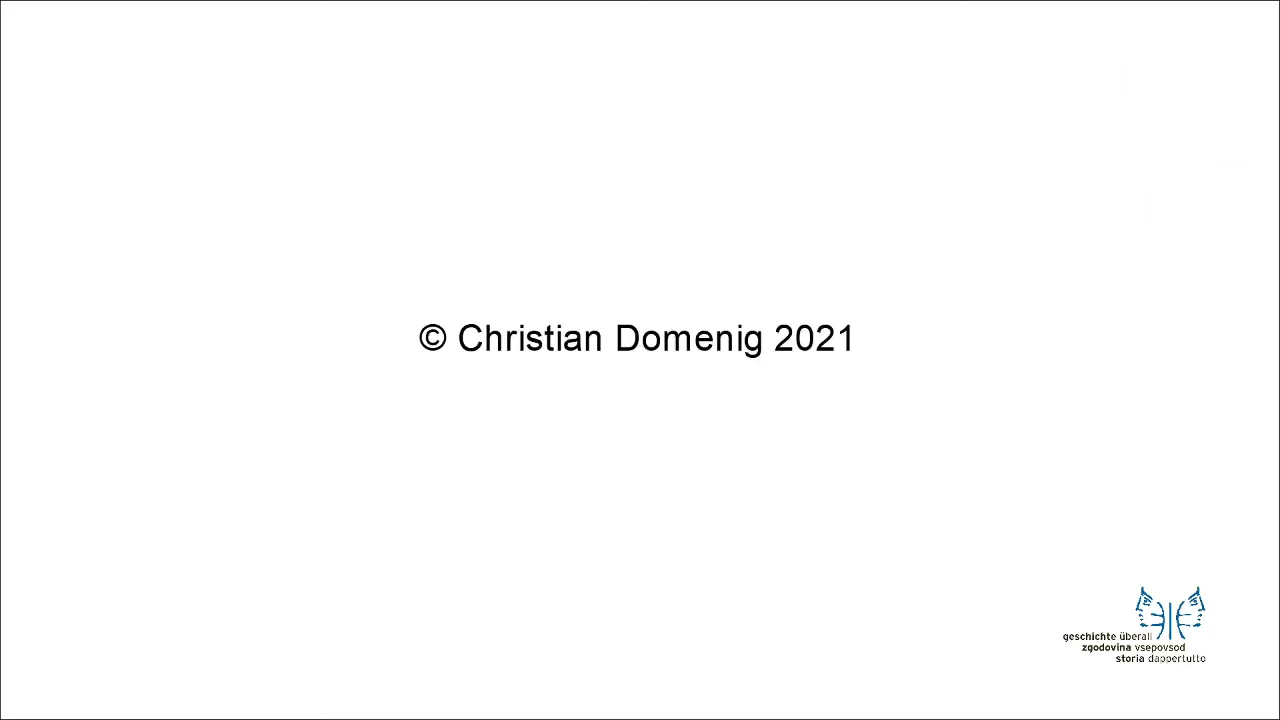 © Christian Domenig 2021
geschichte überall
zgodovina vsepovsod
storia dappertutto